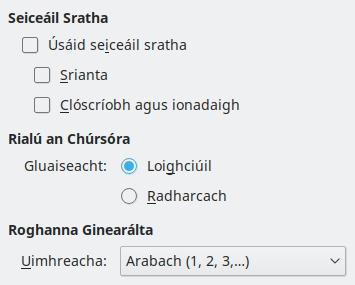 Seiceáil Sratha
Úsáid seiceáil sratha
Srianta
Clóscríobh agus ionadaigh
Rialú an Chúrsóra
Gluaiseacht: Loighciúil
Radharcach
Roghanna Ginearálta
Uimhreacha: Arabach (1, 2, 3,...)